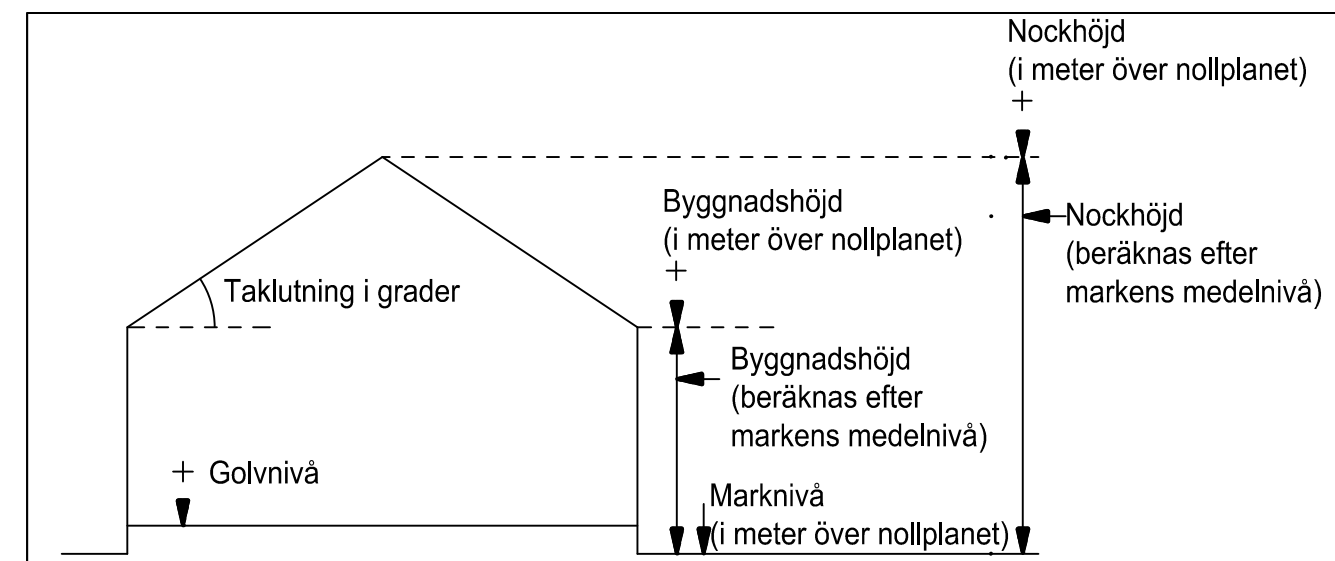 Nockhöjd
(i meter över nollplanet)
+
Byggnadshöjd
(i meter över nollplanet)
+
Nockhöjd
(beräknas efter
markens medelnivå)
Taklutning i grader
Byggnadshöjd
(beräknas efter
markens medelnivå)
+ Golvnivå
Marknivå
(i meter över nollplanet)